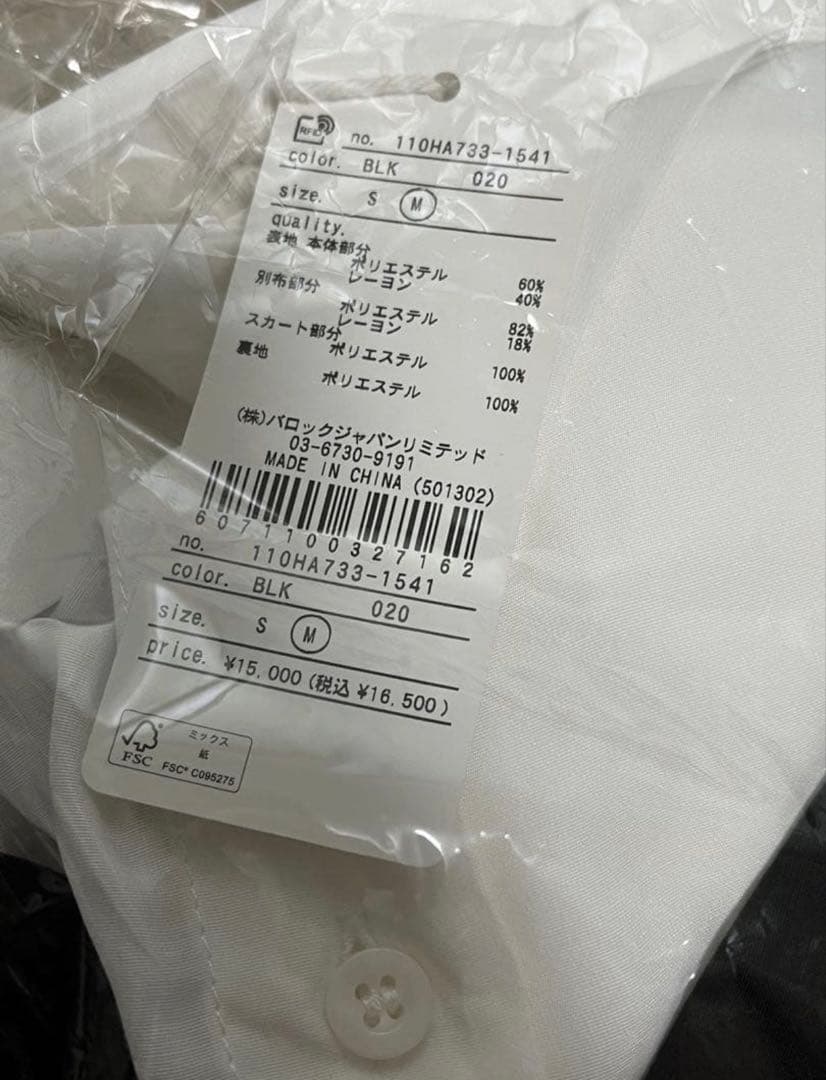 RFID
no. 110HA733-1541
color. BLK 020
size. S M
quality.
表地 本体部分
ポリエステル 60%
レーヨン 40%
別布部分
ポリエステル 82%
レーヨン 18%
スカート部分
ポリエステル 100%
裏地
ポリエステル 100%
(株)バロックジャパンリミテッド
03-6730-9191
MADE IN CHINA (501302)
6071100327162
no. 110HA733-1541
color. BLK 020
size. S M
price. ¥15,000 (税込 ¥16,500)
FSC
ミックス
紙
FSC® C095275